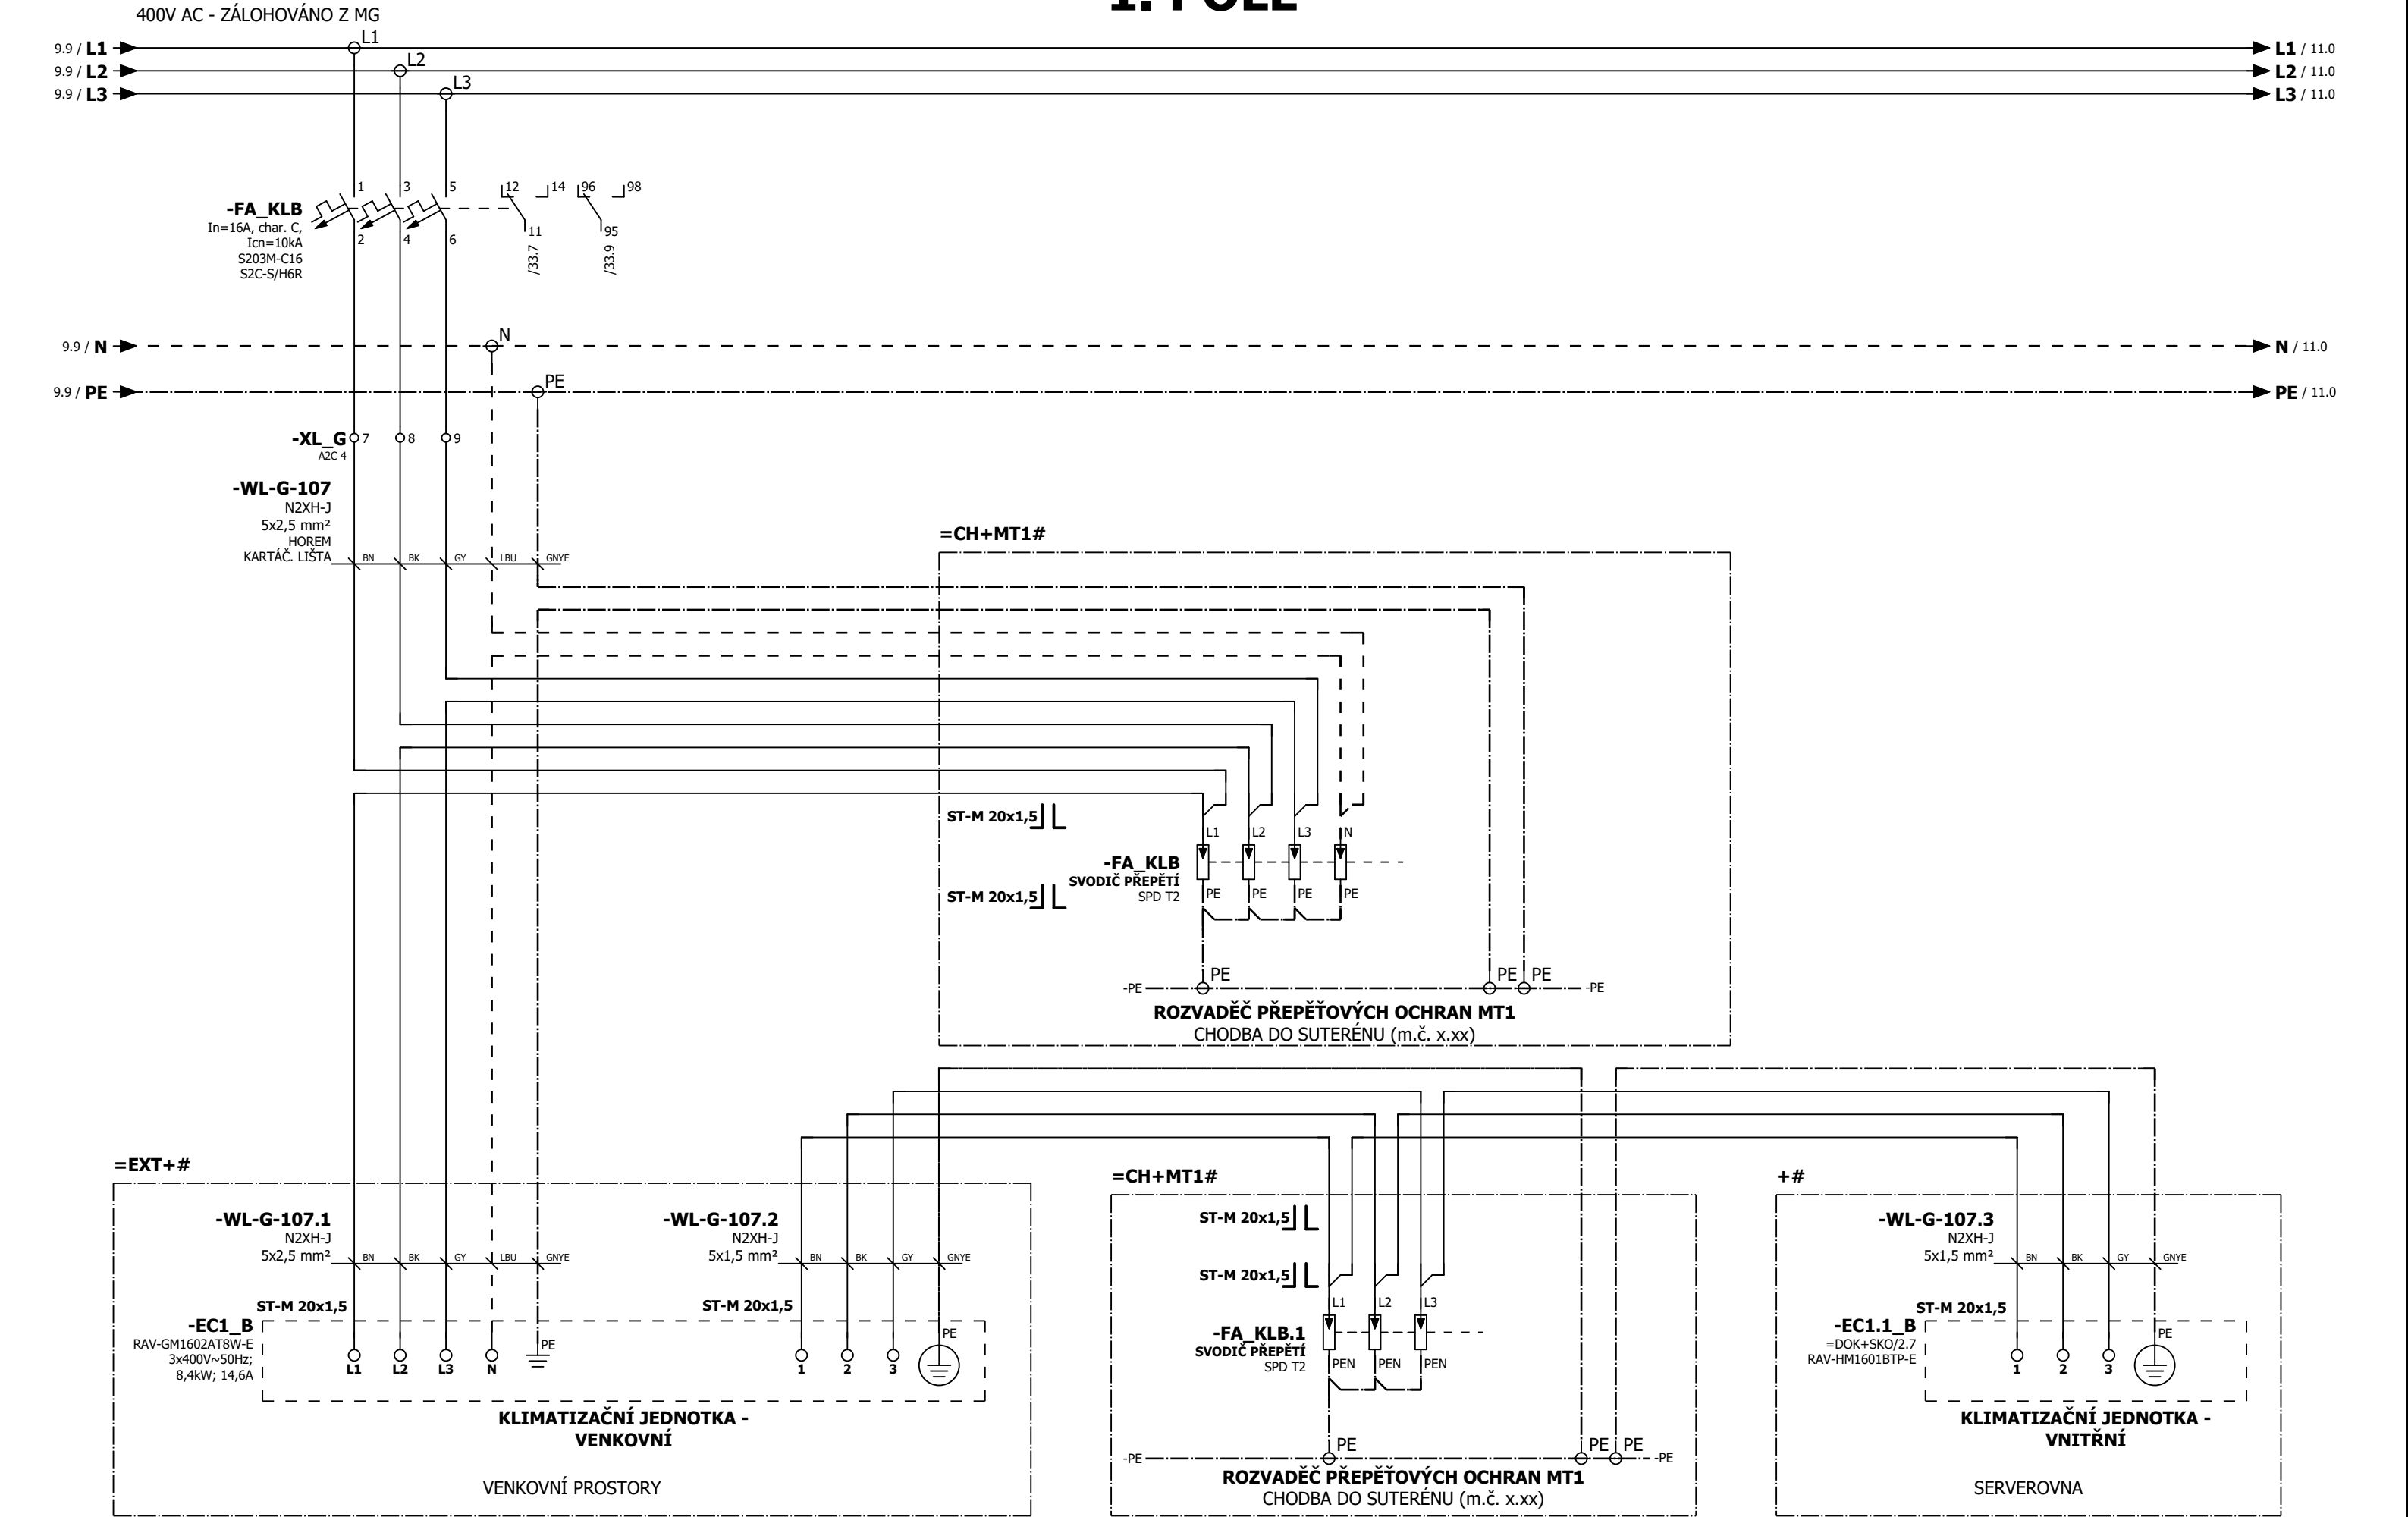 1. POLE
400V AC - ZÁLOHOVÁNO Z MG
9.9 / L1
L1
L1 / 11.0
9.9 / L2
L2
L2 / 11.0
9.9 / L3
L3
L3 / 11.0
1 3 5 12 14 96 98
-FA_KLB
In=16A, char. C,
Icn=10kA
S203M-C16
S2C-S/H6R
2 4 6 11 95
/33.7 /33.9
9.9 / N
N
N / 11.0
9.9 / PE
PE
PE / 11.0
-XL_G 7 8 9
A2C 4
-WL-G-107
N2XH-J
5x2,5 mm²
HOREM
KARTÁČ. LIŠTA
BN BK GY LBU GNYE
=CH+MT1#
ST-M 20x1,5
L1 L2 L3 N
-FA_KLB
SVODIČ PŘEPĚTÍ
SPD T2
ST-M 20x1,5
PE PE PE PE
PE PE PE
-PE -PE
ROZVADĚČ PŘEPĚŤOVÝCH OCHRAN MT1
CHODBA DO SUTERÉNU (m.č. x.xx)
=EXT+#
-WL-G-107.1
N2XH-J
5x2,5 mm²
BN BK GY LBU GNYE
-WL-G-107.2
N2XH-J
5x1,5 mm²
BN BK GY GNYE
ST-M 20x1,5
ST-M 20x1,5
-EC1_B
RAV-GM1602AT8W-E
3x400V~50Hz;
8,4kW; 14,6A
L1 L2 L3 N PE
1 2 3 PE
KLIMATIZAČNÍ JEDNOTKA -
VENKOVNÍ
VENKOVNÍ PROSTORY
=CH+MT1#
ST-M 20x1,5
ST-M 20x1,5
L1 L2 L3
-FA_KLB.1
SVODIČ PŘEPĚTÍ
SPD T2
PEN PEN PEN
PE PE PE
-PE -PE
ROZVADĚČ PŘEPĚŤOVÝCH OCHRAN MT1
CHODBA DO SUTERÉNU (m.č. x.xx)
+#
-WL-G-107.3
N2XH-J
5x1,5 mm²
BN BK GY GNYE
ST-M 20x1,5
-EC1.1_B
=DOK+SKO/2.7
RAV-HM1601BTP-E
1 2 3 PE
KLIMATIZAČNÍ JEDNOTKA -
VNITŘNÍ
SERVEROVNA